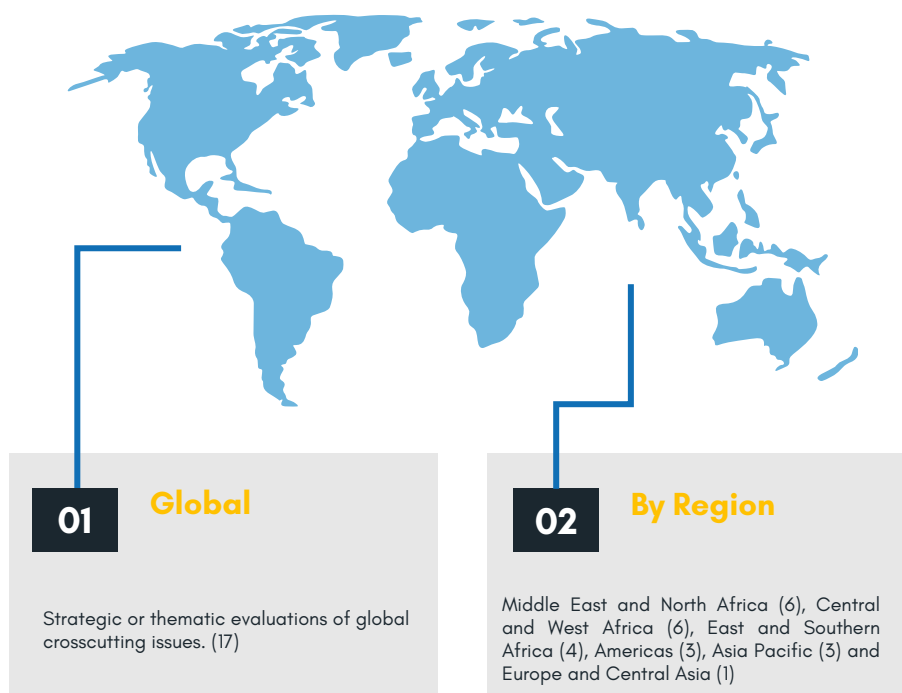 01
Global
Strategic or thematic evaluations of global
crosscutting issues. (17)
02
By Region
Middle East and North Africa (6), Central
and West Africa (6), East and Southern
Africa (4), Americas (3), Asia Pacific (3) and
Europe and Central Asia (1)